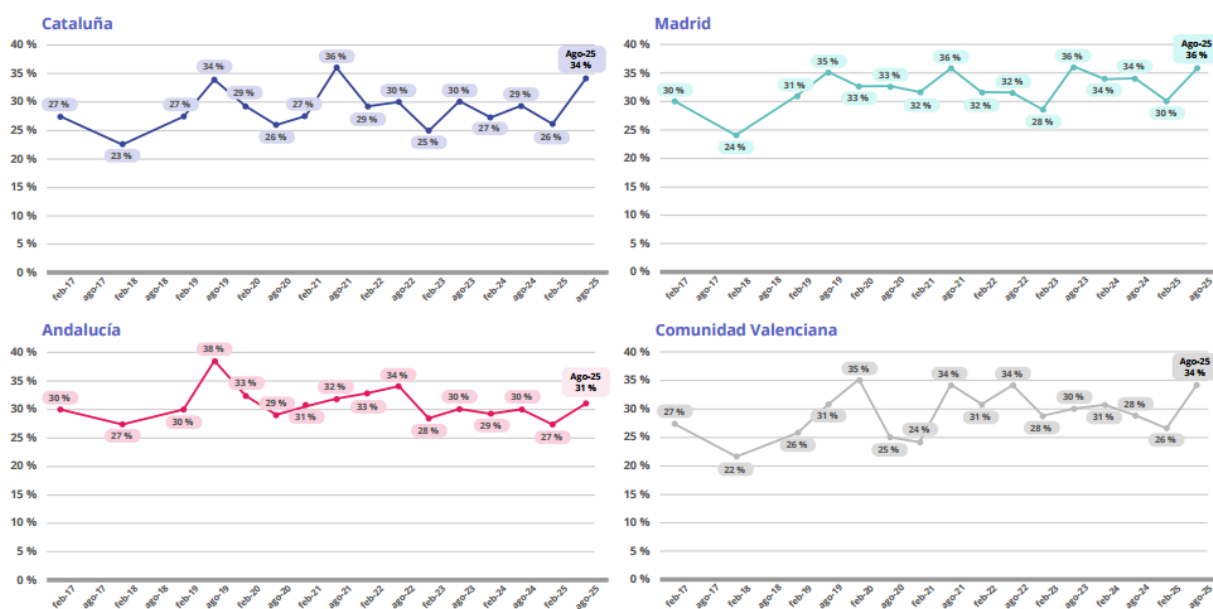 Cataluña
40 %
35 %
30 %
25 %
20 %
15 %
10 %
5 %
0 %
27 %
23 %
27 %
34 %
29 %
26 %
27 %
36 %
29 %
30 %
25 %
30 %
27 %
29 %
26 %
Ago-25
34 %
feb-17
ago-17
feb-18
ago-18
feb-19
ago-19
feb-20
ago-20
feb-21
ago-21
feb-22
ago-22
feb-23
ago-23
feb-24
ago-24
feb-25
ago-25
Madrid
40 %
35 %
30 %
25 %
20 %
15 %
10 %
5 %
0 %
30 %
24 %
31 %
35 %
33 %
33 %
32 %
36 %
32 %
32 %
28 %
36 %
34 %
34 %
30 %
Ago-25
36 %
feb-17
ago-17
feb-18
ago-18
feb-19
ago-19
feb-20
ago-20
feb-21
ago-21
feb-22
ago-22
feb-23
ago-23
feb-24
ago-24
feb-25
ago-25
Andalucía
40 %
35 %
30 %
25 %
20 %
15 %
10 %
5 %
0 %
30 %
27 %
30 %
38 %
33 %
29 %
31 %
32 %
33 %
34 %
28 %
30 %
29 %
30 %
27 %
Ago-25
31 %
feb-17
ago-17
feb-18
ago-18
feb-19
ago-19
feb-20
ago-20
feb-21
ago-21
feb-22
ago-22
feb-23
ago-23
feb-24
ago-24
feb-25
ago-25
Comunidad Valenciana
40 %
35 %
30 %
25 %
20 %
15 %
10 %
5 %
0 %
27 %
22 %
26 %
31 %
35 %
25 %
24 %
34 %
31 %
34 %
28 %
30 %
31 %
28 %
26 %
Ago-25
34 %
feb-17
ago-17
feb-18
ago-18
feb-19
ago-19
feb-20
ago-20
feb-21
ago-21
feb-22
ago-22
feb-23
ago-23
feb-24
ago-24
feb-25
ago-25